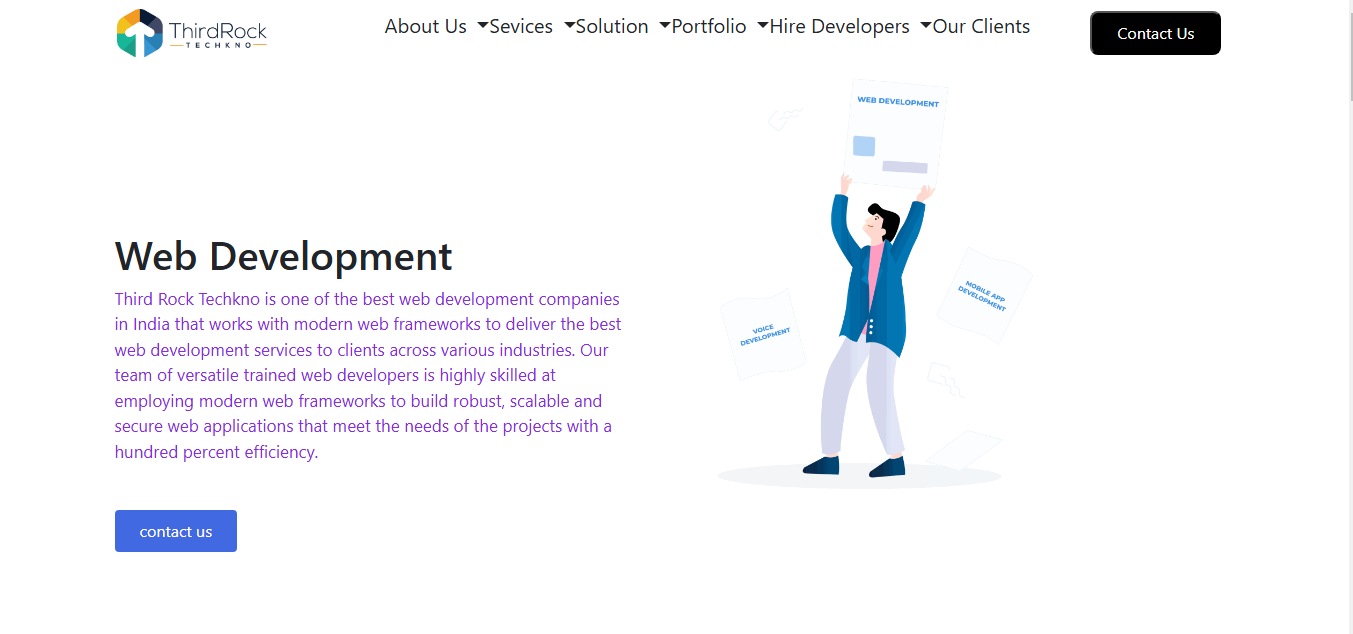 ThirdRock
TECHKNO
About Us Sevices Solution Portfolio Hire Developers Our Clients
Contact Us
WEB DEVELOPMENT
Web Development
Third Rock Techkno is one of the best web development companies
in India that works with modern web frameworks to deliver the best
web development services to clients across various industries. Our
team of versatile trained web developers is highly skilled at
employing modern web frameworks to build robust, scalable and
secure web applications that meet the needs of the projects with a
hundred percent efficiency.
contact us
MOBILE APP
DEVELOPMENT
VOICE
DEVELOPMENT